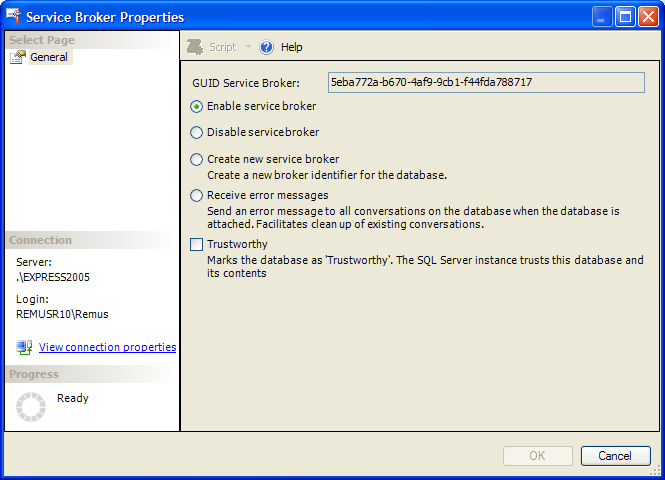 Service Broker Properties
Select Page
General
Script
Help
GUID Service Broker:
5eba772a-b670-4af9-9cb1-f44fda788717
Enable service broker
Disable service broker
Create new service broker
Create a new broker identifier for the database.
Receive error messages
Send an error message to all conversations on the database when the database is
attached. Facilitates clean up of existing conversations.
Trustworthy
Marks the database as 'Trustworthy'. The SQL Server instance trusts this database and
its contents
Connection
Server:
.\EXPRESS2005
Login:
REMUSR10\Remus
View connection properties
Progress
Ready
OK
Cancel